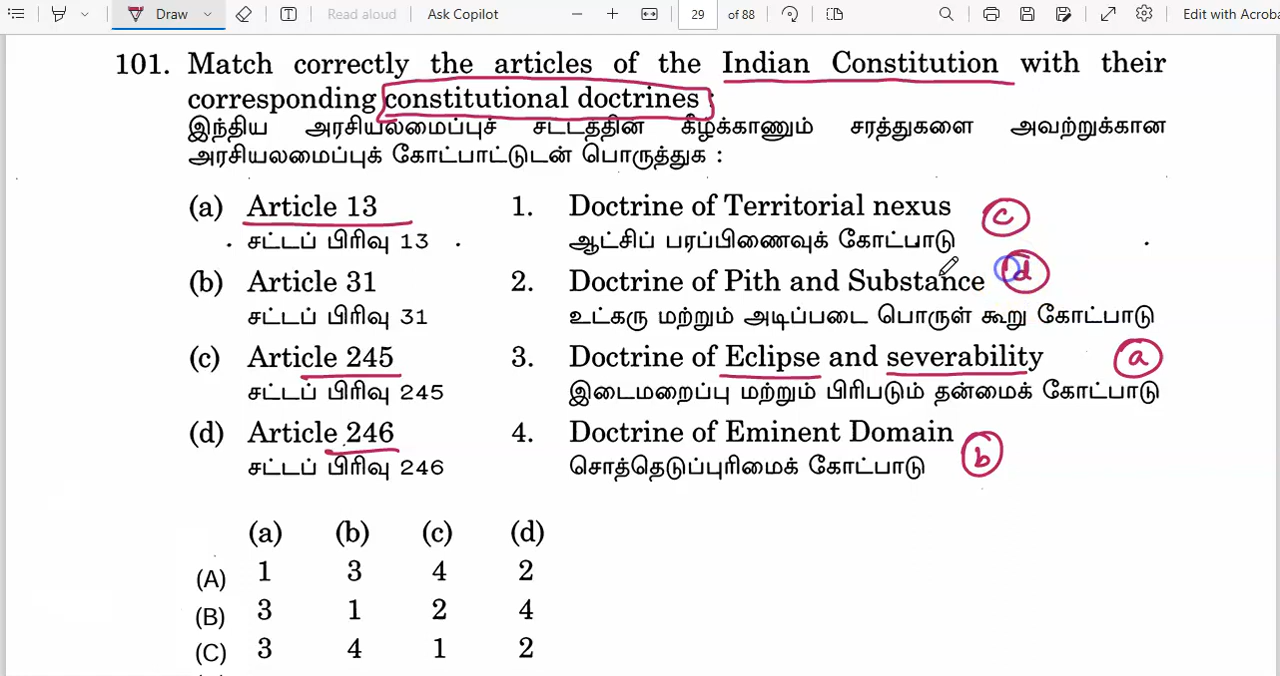 Draw
Read aloud
Ask Copilot
29 of 88
Edit with Acroba
101. Match correctly the articles of the Indian Constitution with their
corresponding constitutional doctrines :
இந்திய அரசியலமைப்புச் சட்டத்தின் கீழ்க்காணும் சரத்துகளை அவற்றுக்கான
அரசியலமைப்புக் கோட்பாட்டுடன் பொருத்துக :
(a) Article 13 1. Doctrine of Territorial nexus c
சட்டப் பிரிவு 13 ஆட்சிப் பரப்பிணைவுக் கோட்பாடு
(b) Article 31 2. Doctrine of Pith and Substance d
சட்டப் பிரிவு 31 உட்கரு மற்றும் அடிப்படை பொருள் கூறு கோட்பாடு
(c) Article 245 3. Doctrine of Eclipse and severability a
சட்டப் பிரிவு 245 இடைமறைப்பு மற்றும் பிரிபடும் தன்மைக் கோட்பாடு
(d) Article 246 4. Doctrine of Eminent Domain b
சட்டப் பிரிவு 246 சொத்தெடுப்புரிமைக் கோட்பாடு
(a) (b) (c) (d)
(A) 1 3 4 2
(B) 3 1 2 4
(C) 3 4 1 2